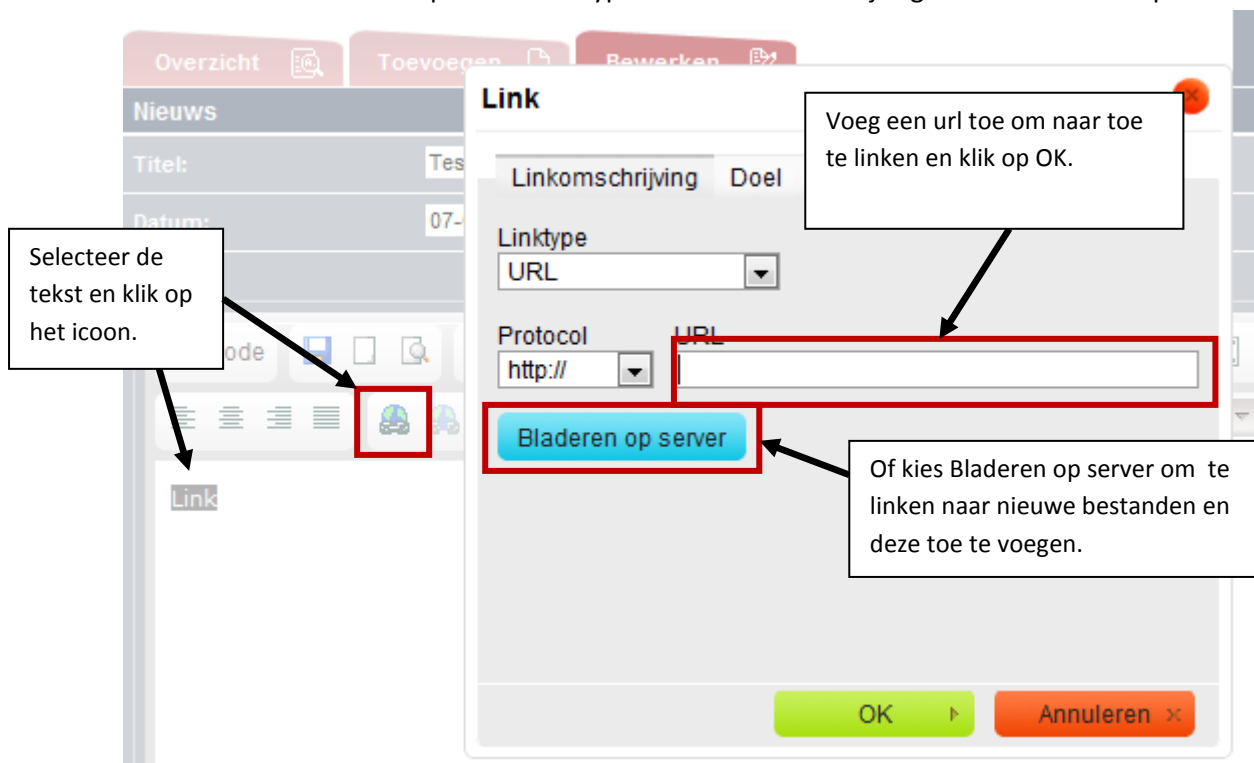 Overzicht
Toevoegen
Bewerken
Link
Voeg een url toe om naar toe
te linken en klik op OK.
Nieuws
Titel:
Tes
Linkomschrijving
Doel
Datum:
07-
Selecteer de
tekst en klik op
het icoon.
Linktype
URL
Protocol
URL
http://
ode
Bladeren op server
Of kies Bladeren op server om te
linken naar nieuwe bestanden en
deze toe te voegen.
Link
OK
Annuleren